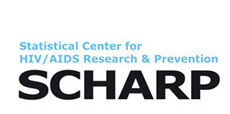 Statistical Center for
HIV/AIDS Research & Prevention
SCHARP